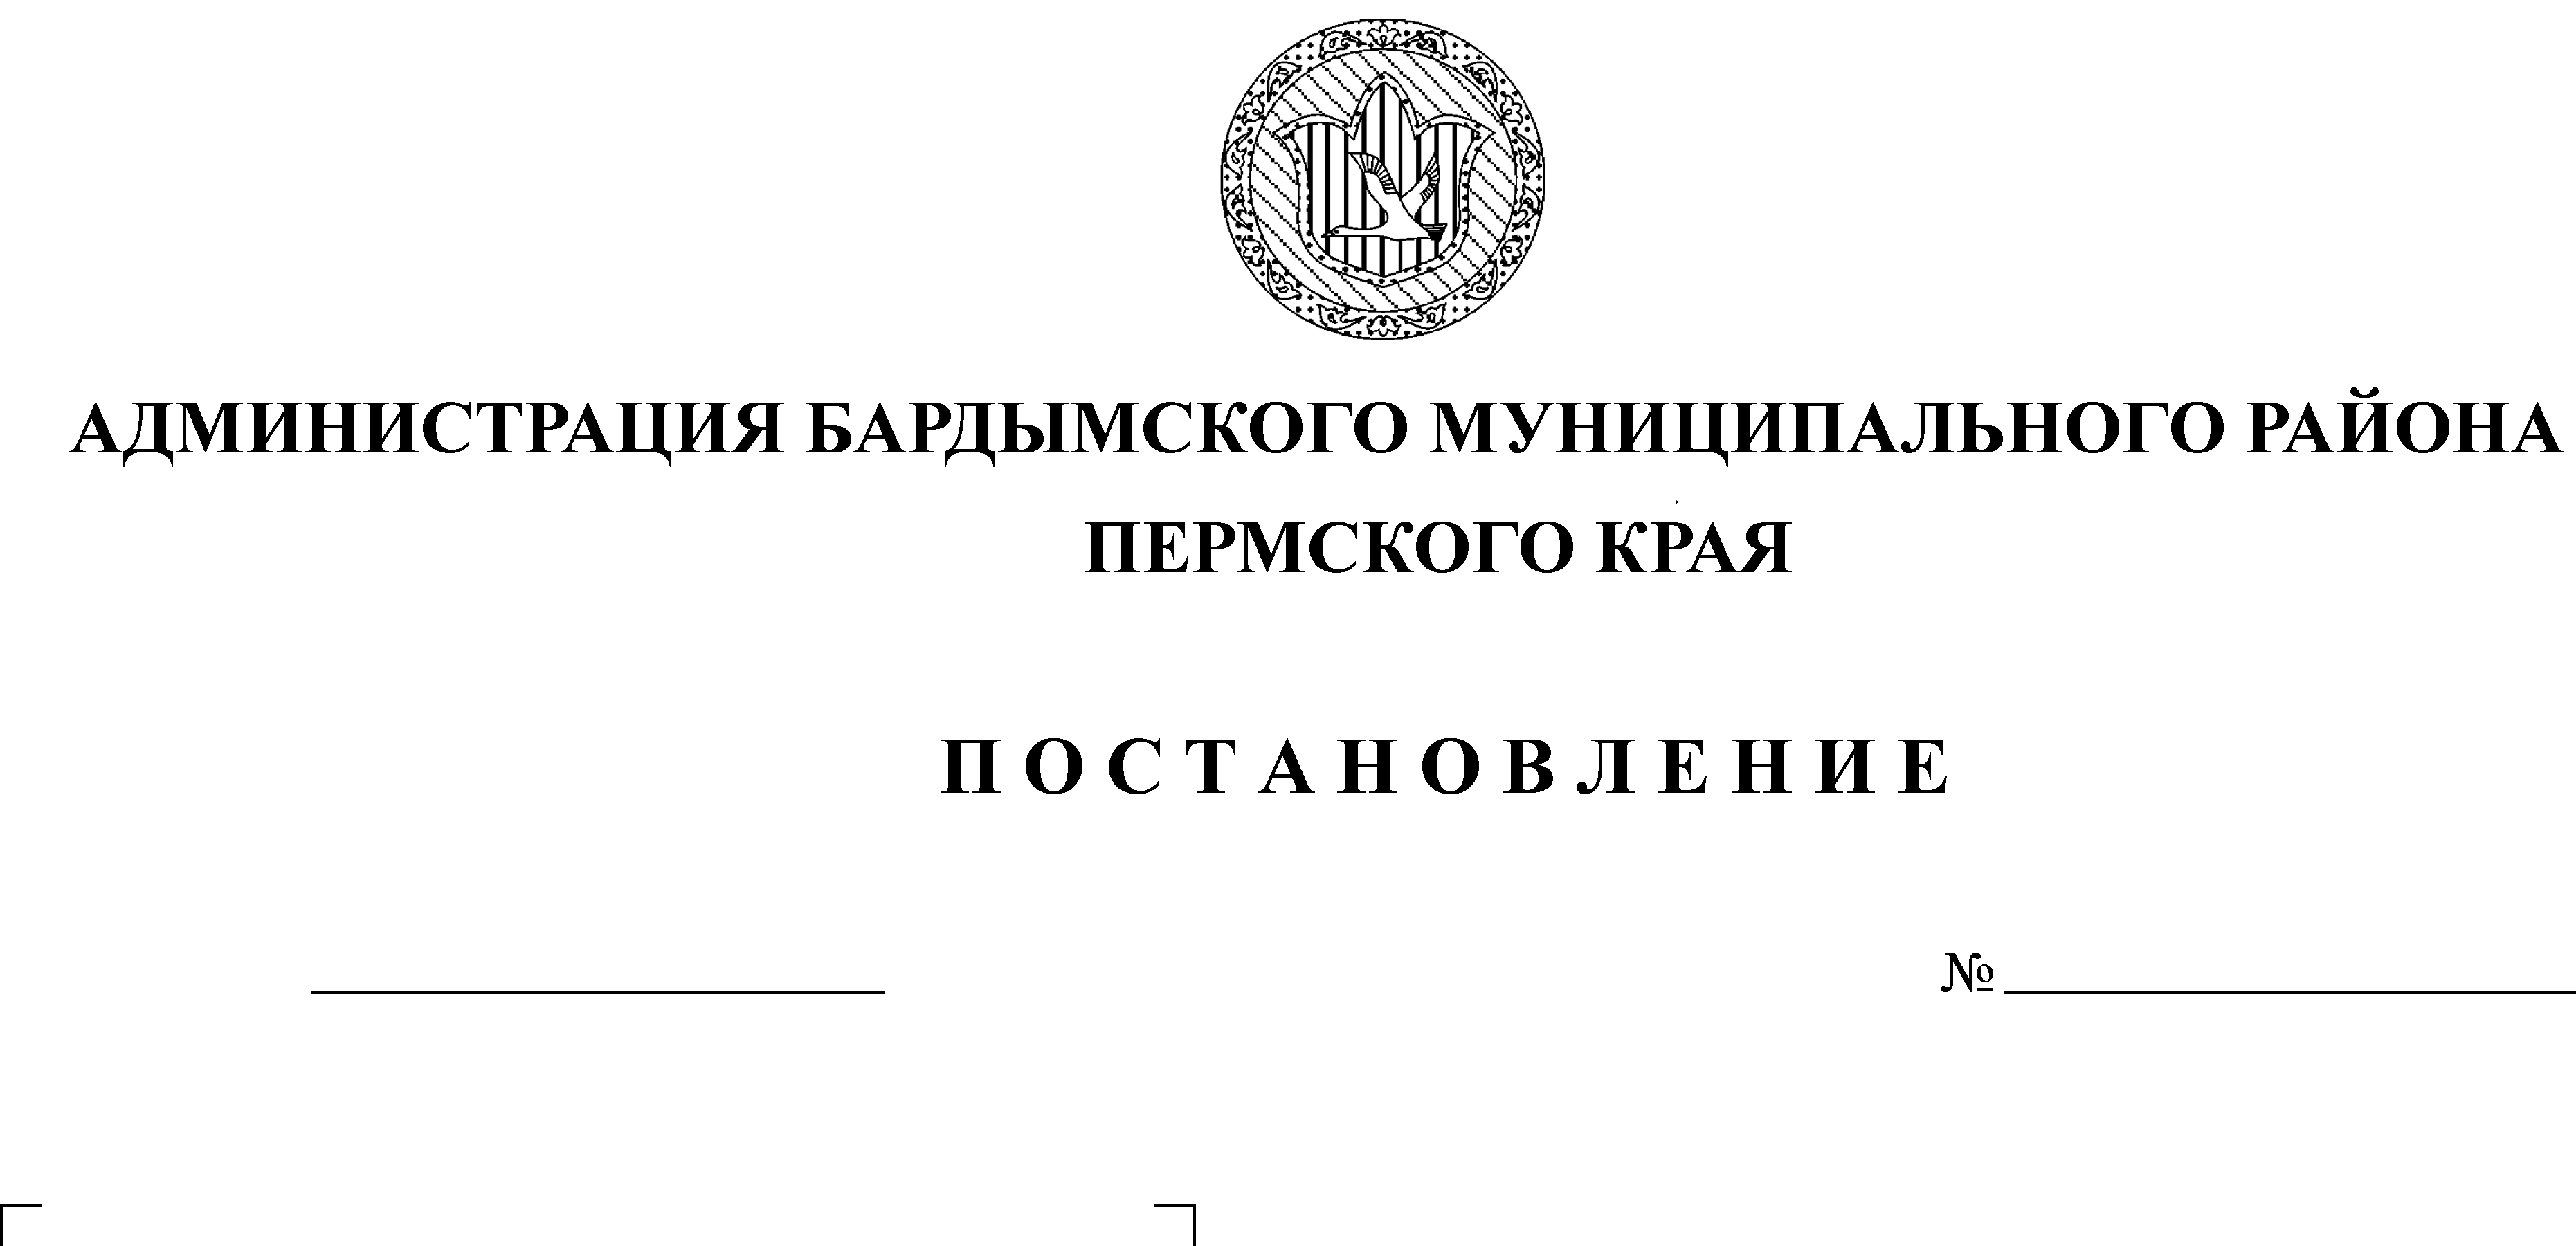 АДМИНИСТРАЦИЯ БАРДЫМСКОГО МУНИЦИПАЛЬНОГО РАЙОНА
ПЕРМСКОГО КРАЯ
П О С Т А Н О В Л Е Н И Е
№